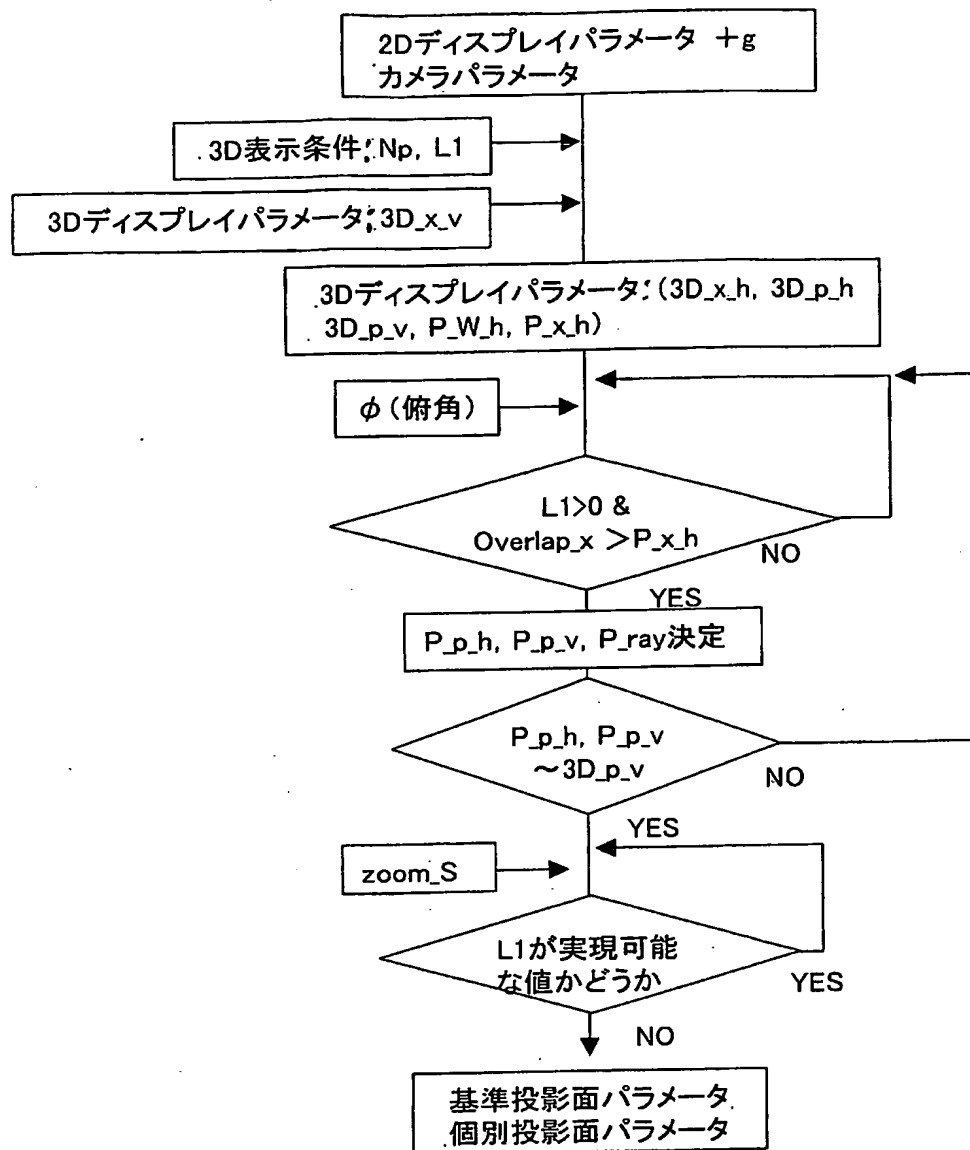 2Dディスプレイパラメータ +g
カメラパラメータ
3D表示条件:Np, L1
3Dディスプレイパラメータ:3D_x_v
3Dディスプレイパラメータ:(3D_x_h, 3D_p_h
3D_p_v, P_W_h, P_x_h)
φ(俯角)
L1>0 &
Overlap_x >P_x_h
NO
YES
P_p_h, P_p_v, P_ray決定
P_p_h, P_p_v
~3D_p_v
NO
YES
zoom_S
L1が実現可能
な値かどうか
YES
NO
基準投影面パラメータ
個別投影面パラメータ